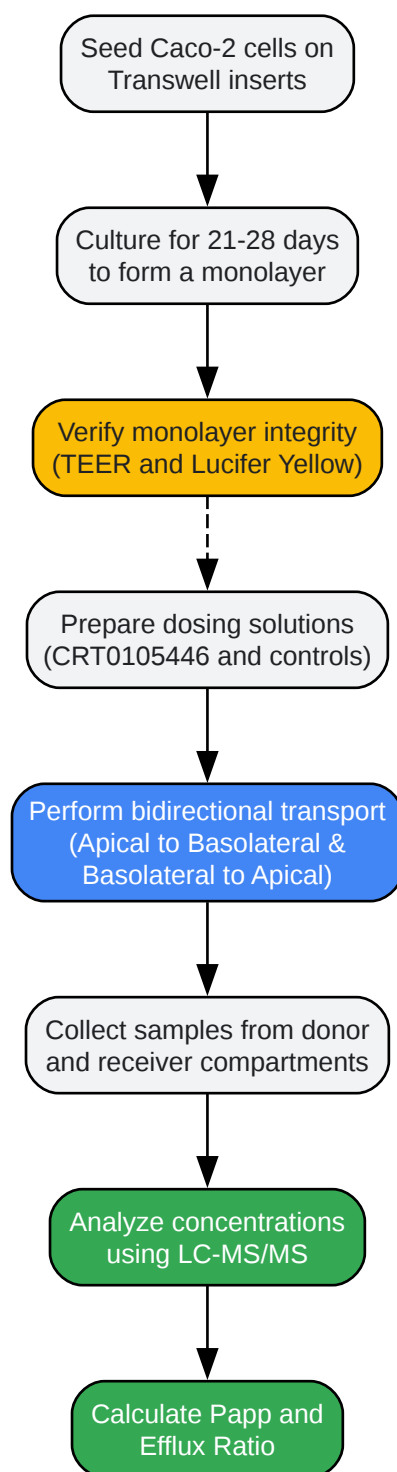 Seed Caco-2 cells on
Transwell inserts
Culture for 21-28 days
to form a monolayer
Verify monolayer integrity
(TEER and Lucifer Yellow)
Prepare dosing solutions
(CRT0105446 and controls)
Perform bidirectional transport
(Apical to Basolateral &
Basolateral to Apical)
Collect samples from donor
and receiver compartments
Analyze concentrations
using LC-MS/MS
Calculate Papp and
Efflux Ratio